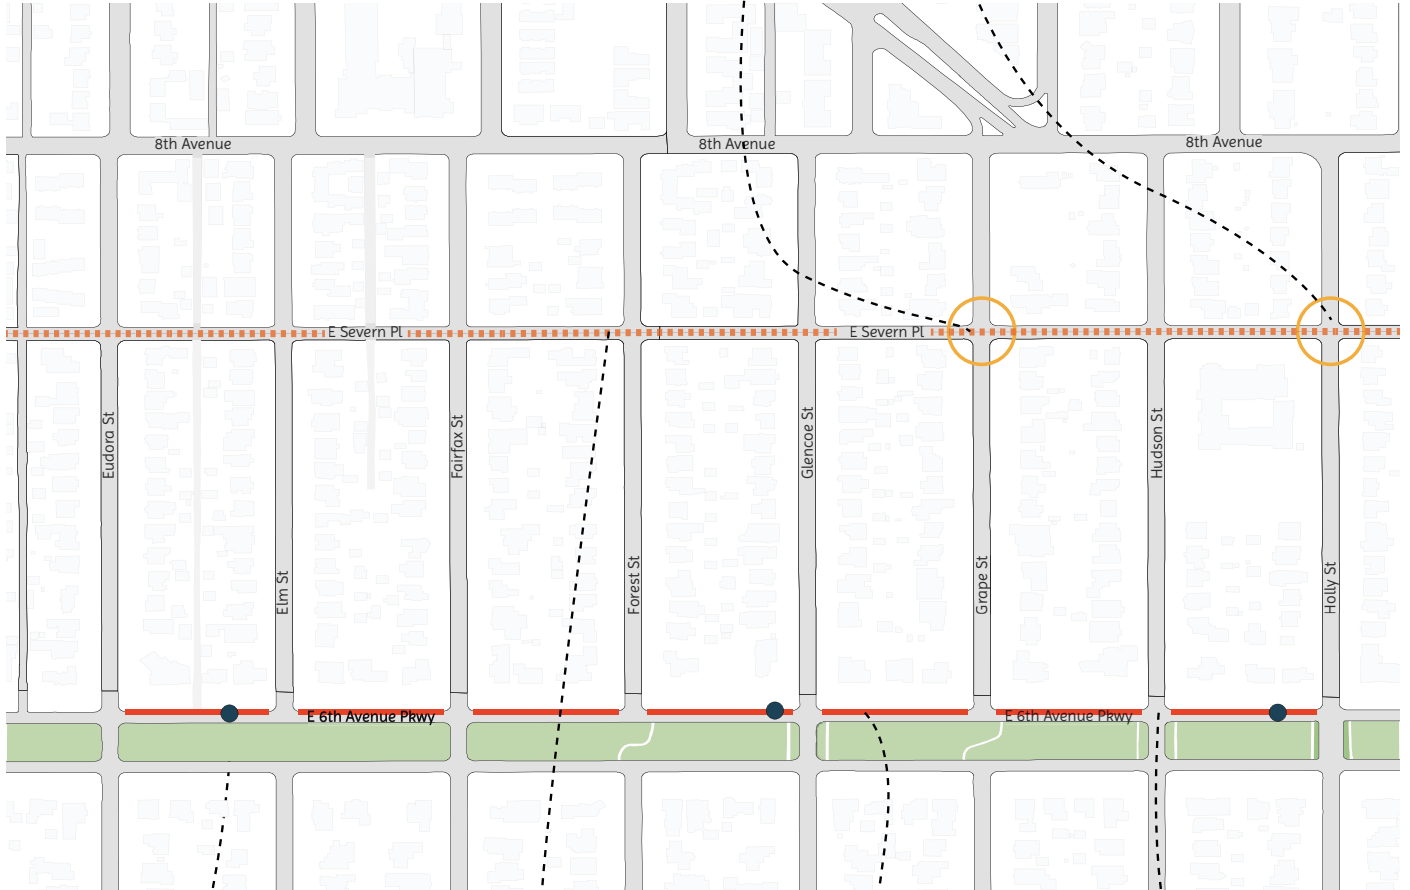 8th Avenue
8th Avenue
8th Avenue
E Severn Pl
E Severn Pl
Eudora St
Fairfax St
Glencoe St
Hudson St
Elm St
Forest St
Grape St
Holly St
E 6th Avenue Pkwy
E 6th Avenue Pkwy